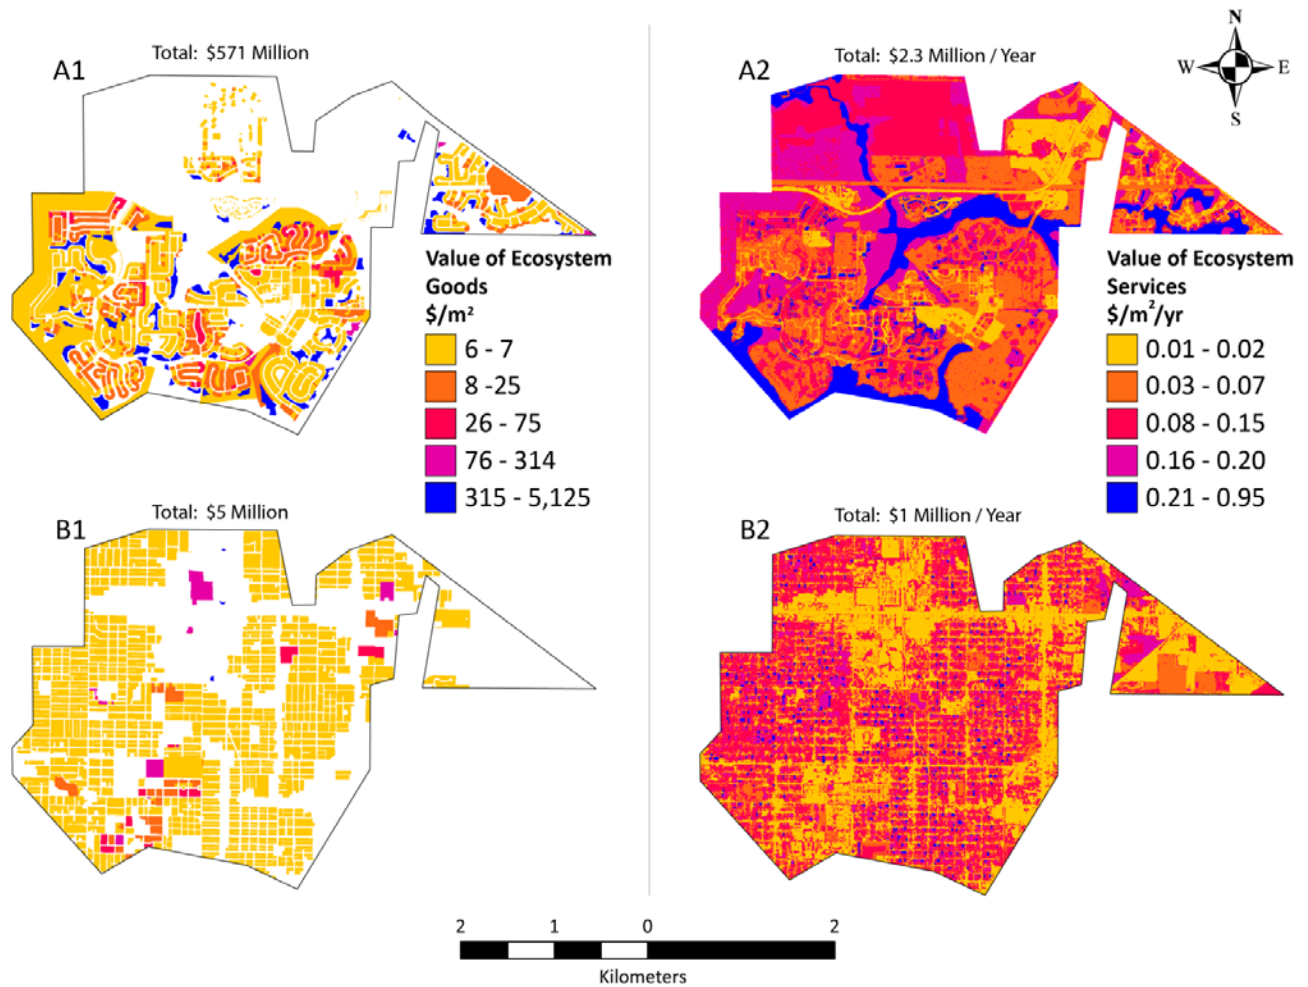 Total: $571 Million
A1
Total: $2.3 Million / Year
A2
N
W
E
S
Value of Ecosystem
Goods
$/m²
6 - 7
8 -25
26 - 75
76 - 314
315 - 5,125
Value of Ecosystem
Services
$/m²/yr
0.01 - 0.02
0.03 - 0.07
0.08 - 0.15
0.16 - 0.20
0.21 - 0.95
Total: $5 Million
B1
Total: $1 Million / Year
B2
2 1 0 2
Kilometers